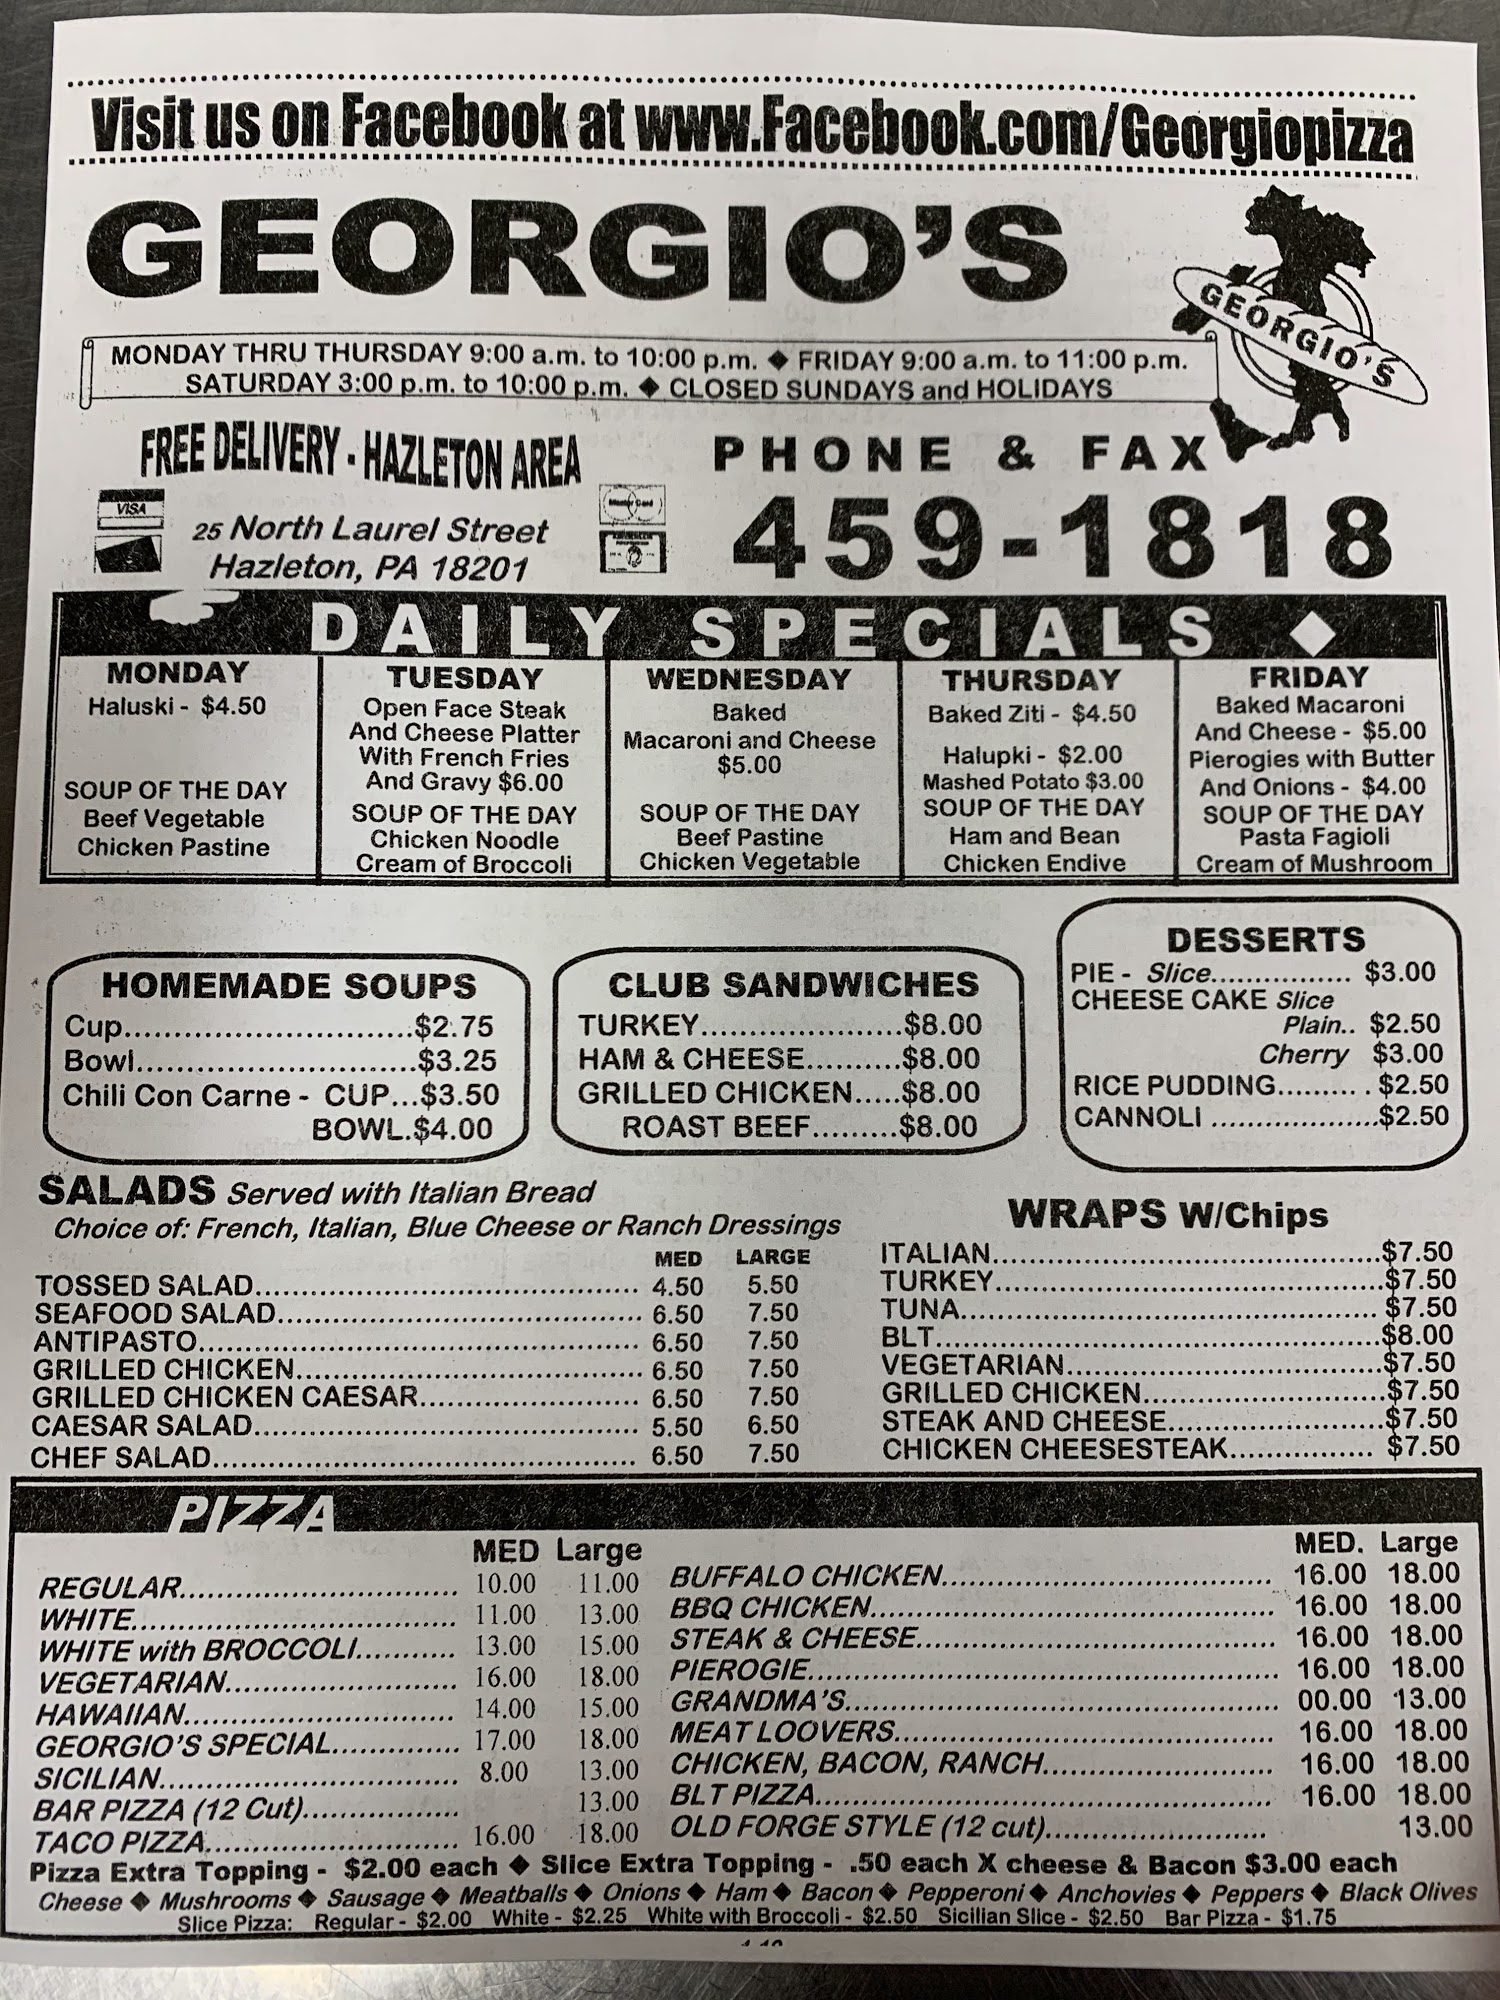 Visit us on Facebook at www.Facebook.com/Georgiopizza
GEORGIO'S
GEORGIO'S
MONDAY THRU THURSDAY 9:00 a.m. to 10:00 p.m. ◆ FRIDAY 9:00 a.m. to 11:00 p.m.
SATURDAY 3:00 p.m. to 10:00 p.m. ◆ CLOSED SUNDAYS and HOLIDAYS
FREE DELIVERY - HAZLETON AREA
VISA
Master Card
25 North Laurel Street
Hazleton, PA 18201
PHONE & FAX
459-1818
DAILY SPECIALS ◆
MONDAY
Haluski - $4.50
SOUP OF THE DAY
Beef Vegetable
Chicken Pastine
TUESDAY
Open Face Steak
And Cheese Platter
With French Fries
And Gravy $6.00
SOUP OF THE DAY
Chicken Noodle
Cream of Broccoli
WEDNESDAY
Baked
Macaroni and Cheese
$5.00
SOUP OF THE DAY
Beef Pastine
Chicken Vegetable
THURSDAY
Baked Ziti - $4.50
Halupki - $2.00
Mashed Potato $3.00
SOUP OF THE DAY
Ham and Bean
Chicken Endive
FRIDAY
Baked Macaroni
And Cheese - $5.00
Pierogies with Butter
And Onions - $4.00
SOUP OF THE DAY
Pasta Fagioli
Cream of Mushroom
HOMEMADE SOUPS
Cup............................$2.75
Bowl...........................$3.25
Chili Con Carne - CUP...$3.50
BOWL.$4.00
CLUB SANDWICHES
TURKEY.....................$8.00
HAM & CHEESE..........$8.00
GRILLED CHICKEN.....$8.00
ROAST BEEF.........$8.00
DESSERTS
PIE - Slice................ $3.00
CHEESE CAKE Slice
Plain.. $2.50
Cherry $3.00
RICE PUDDING......... . $2.50
CANNOLI ...................$2.50
SALADS Served with Italian Bread
Choice of: French, Italian, Blue Cheese or Ranch Dressings
MED LARGE
TOSSED SALAD.......................................... 4.50 5.50
SEAFOOD SALAD........................................ 6.50 7.50
ANTIPASTO................................................ 6.50 7.50
GRILLED CHICKEN...................................... 6.50 7.50
GRILLED CHICKEN CAESAR........................ 6.50 7.50
CAESAR SALAD.......................................... 5.50 6.50
CHEF SALAD.............................................. 6.50 7.50
WRAPS W/Chips
ITALIAN..........................................$7.50
TURKEY..........................................$7.50
TUNA............................................. $7.50
BLT................................................$8.00
VEGETARIAN..................................$7.50
GRILLED CHICKEN..........................$7.50
STEAK AND CHEESE.......................$7.50
CHICKEN CHEESESTEAK................ $7.50
PIZZA
MED Large
REGULAR............................ 10.00 11.00
WHITE................................. 11.00 13.00
WHITE with BROCCOLI........... 13.00 15.00
VEGETARIAN........................ 16.00 18.00
HAWAIIAN............................ 14.00 15.00
GEORGIO'S SPECIAL............. 17.00 18.00
SICILIAN.............................. 8.00 13.00
BAR PIZZA (12 Cut)................ 13.00
TACO PIZZA......................... 16.00 18.00
MED. Large
BUFFALO CHICKEN.................................. 16.00 18.00
BBQ CHICKEN......................................... 16.00 18.00
STEAK & CHEESE.................................... 16.00 18.00
PIEROGIE................................................ 16.00 18.00
GRANDMA'S............................................ 00.00 13.00
MEAT LOOVERS....................................... 16.00 18.00
CHICKEN, BACON, RANCH........................ 16.00 18.00
BLT PIZZA............................................... 16.00 18.00
OLD FORGE STYLE (12 cut)....................... 13.00
Pizza Extra Topping - $2.00 each ◆ Slice Extra Topping - .50 each X cheese & Bacon $3.00 each
Cheese ◆ Mushrooms ◆ Sausage ◆ Meatballs ◆ Onions ◆ Ham ◆ Bacon ◆ Pepperoni ◆ Anchovies ◆ Peppers ◆ Black Olives
Slice Pizza: Regular - $2.00 White - $2.25 White with Broccoli - $2.50 Sicilian Slice - $2.50 Bar Pizza - $1.75